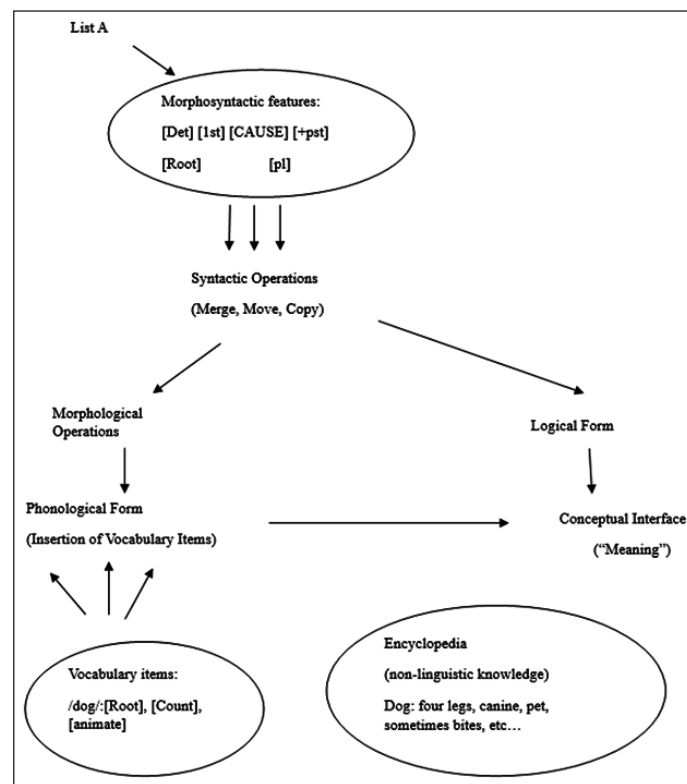 List A
Morphosyntactic features:
[Det] [1st] [CAUSE] [+pst]
[Root] [pl]
Syntactic Operations
(Merge, Move, Copy)
Morphological
Operations
Logical Form
Phonological Form
(Insertion of Vocabulary Items)
Conceptual Interface
(“Meaning”)
Vocabulary items:
/dog/:[Root], [Count],
[animate]
Encyclopedia
(non-linguistic knowledge)
Dog: four legs, canine, pet,
sometimes bites, etc…